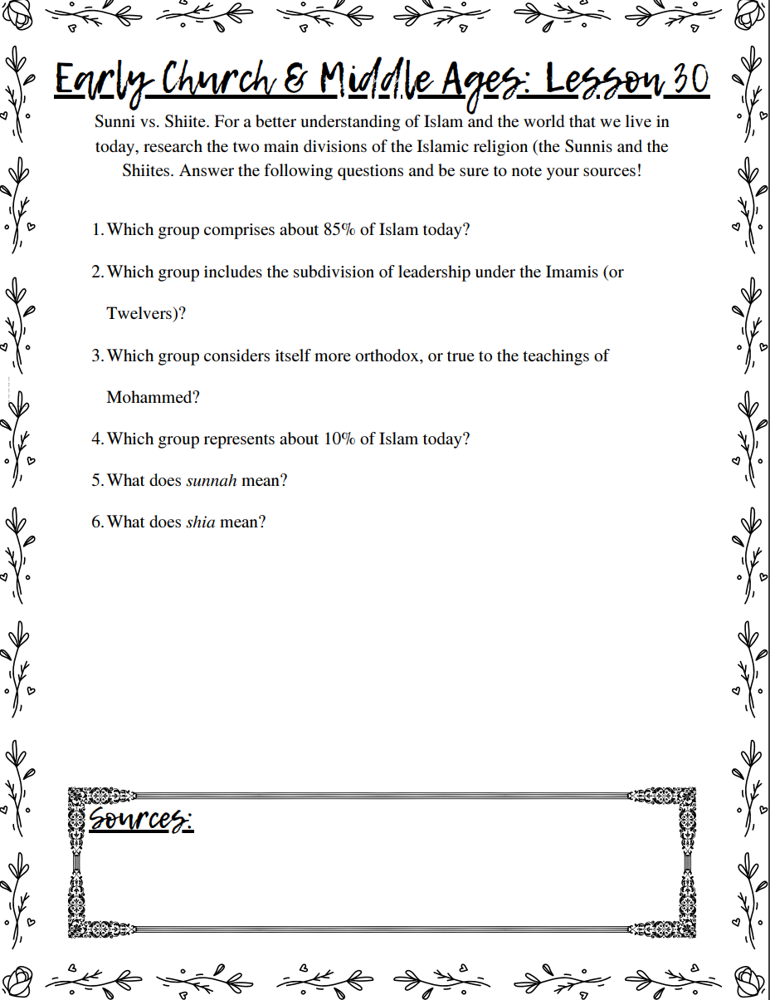 Early Church & Middle Ages: Lesson 30
Sunni vs. Shiite. For a better understanding of Islam and the world that we live in
today, research the two main divisions of the Islamic religion (the Sunnis and the
Shiites. Answer the following questions and be sure to note your sources!
1. Which group comprises about 85% of Islam today?
2. Which group includes the subdivision of leadership under the Imamis (or
Twelvers)?
3. Which group considers itself more orthodox, or true to the teachings of
Mohammed?
4. Which group represents about 10% of Islam today?
5. What does sunnah mean?
6. What does shia mean?
Sources: